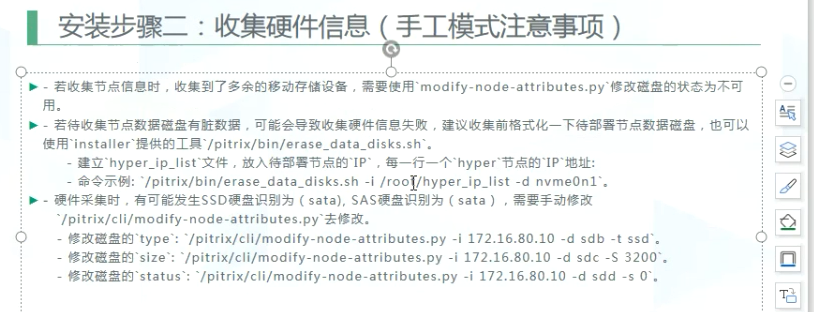 安装步骤二：收集硬件信息（手工模式注意事项）
- 若收集节点信息时，收集到了多余的移动存储设备，需要使用`modify-node-attributes.py`修改磁盘的状态为不可
用。
- 若待收集节点数据磁盘有脏数据，可能会导致收集硬件信息失败，建议收集前格式化一下待部署节点数据磁盘，也可以
使用`installer`提供的工具`/pitrix/bin/erase_data_disks.sh`。
- 建立`hyper_ip_list`文件，放入待部署节点的`IP`，每一行一个`hyper`节点的`IP`地址:
- 命令示例: `/pitrix/bin/erase_data_disks.sh -i /root/hyper_ip_list -d nvme0n1`。
- 硬件采集时，有可能发生SSD硬盘识别为（sata), SAS硬盘识别为（sata），需要手动修改
`/pitrix/cli/modify-node-attributes.py`去修改。
- 修改磁盘的`type`: `/pitrix/cli/modify-node-attributes.py -i 172.16.80.10 -d sdb -t ssd`。
- 修改磁盘的`size`: `/pitrix/cli/modify-node-attributes.py -i 172.16.80.10 -d sdc -S 3200`。
- 修改磁盘的`status`: `/pitrix/cli/modify-node-attributes.py -i 172.16.80.10 -d sdd -s 0`。